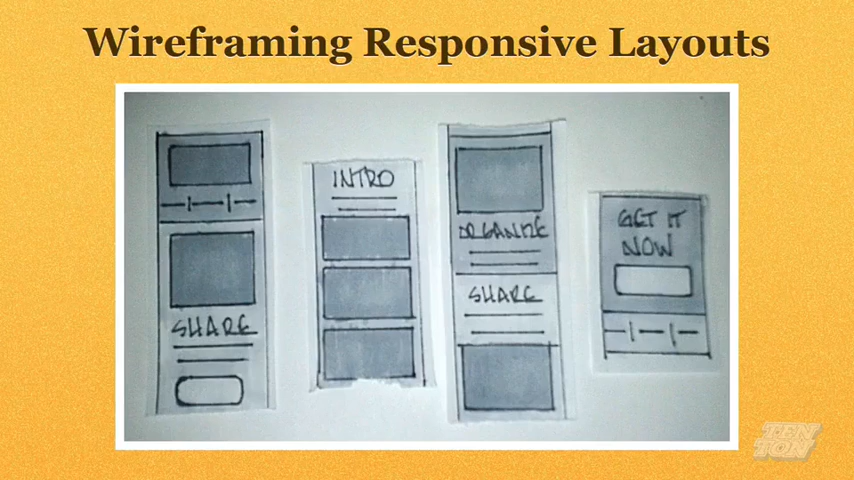 Wireframing Responsive Layouts
SHARE
INTRO
ORGANIZE
SHARE
GET IT
NOW
TEN
TON